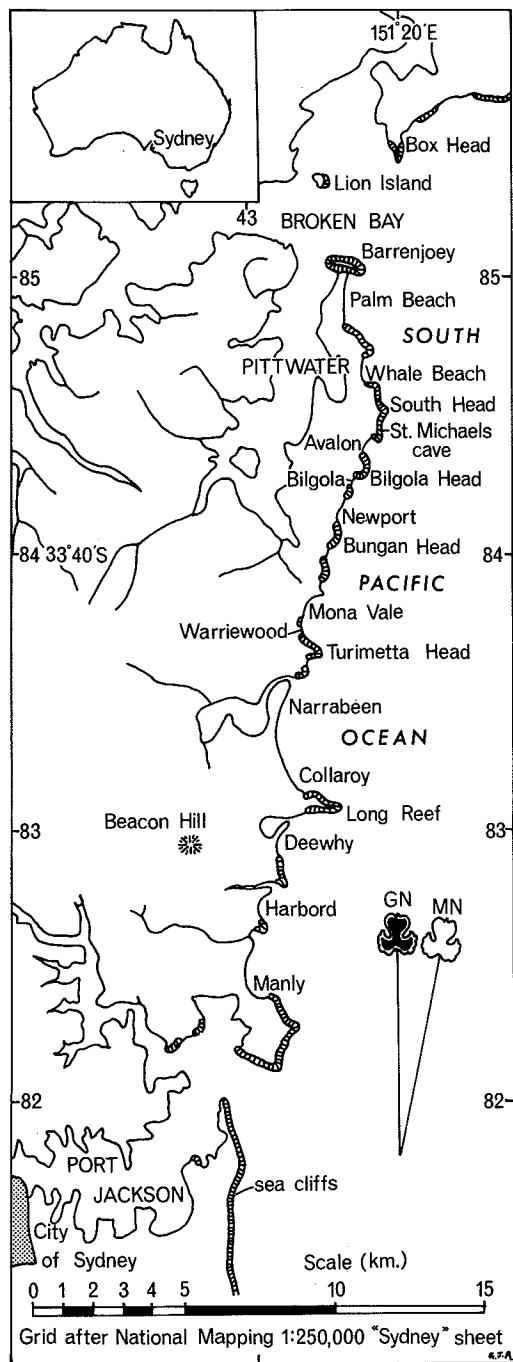 151°20'E
Sydney
Box Head
Lion Island
43
BROKEN BAY
Barrenjoey
85
85
Palm Beach
SOUTH
PITTWATER
Whale Beach
South Head
St. Michaels
cave
Avalon
Bilgola
Bilgola Head
Newport
84 33°40'S
84
Bungan Head
PACIFIC
Mona Vale
Warriewood
Turimetta Head
Narrabeen
OCEAN
Collaroy
Long Reef
83
83
Beacon Hill
Deewhy
GN
MN
Harbord
Manly
82
82
PORT
JACKSON
sea cliffs
City
of Sydney
Scale (km.)
0 1 2 3 4 5 10 15
Grid after National Mapping 1:250,000 "Sydney" sheet
G.J.R.